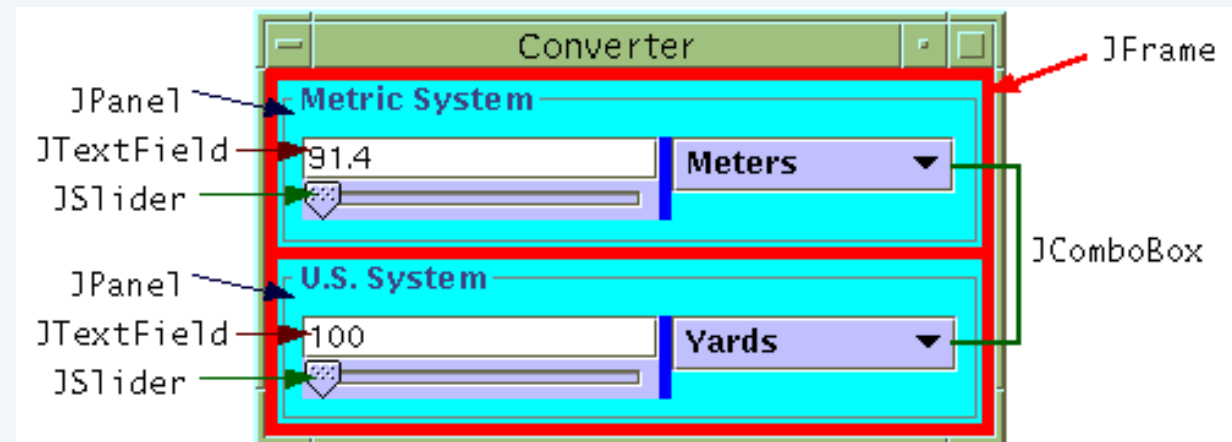 Converter
JFrame
JPanel
Metric System
JTextField
91.4
Meters
JSlider
JComboBox
JPanel
U.S. System
JTextField
100
Yards
JSlider